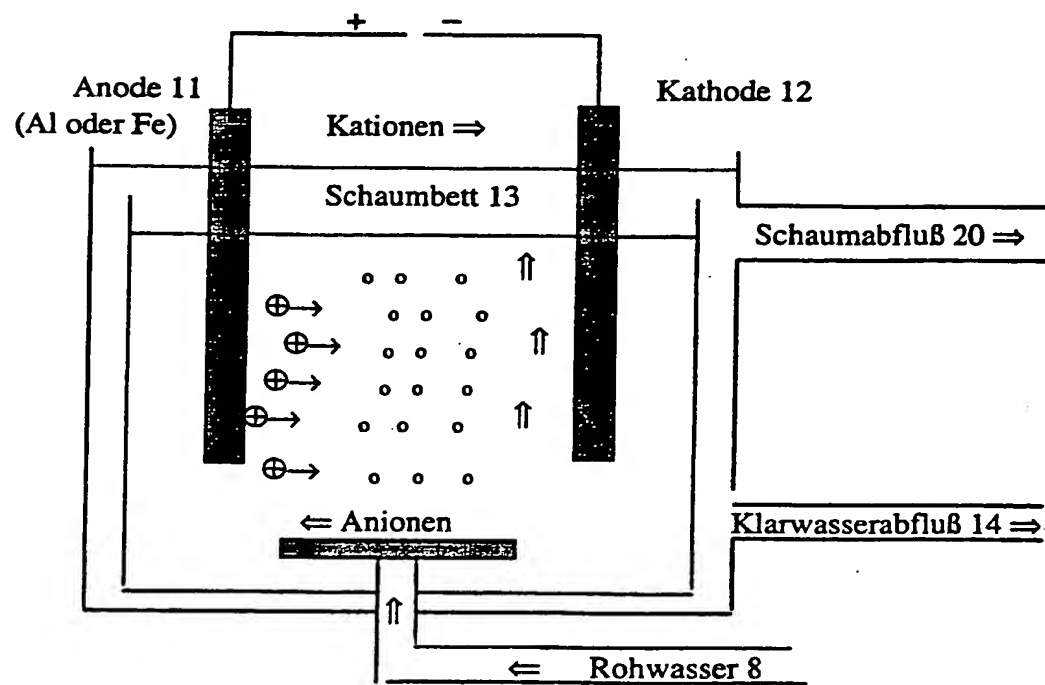 + −
Anode 11
(Al oder Fe)
Kathode 12
Kationen ⇒
Schaumbett 13
Schaumabfluß 20 ⇒
⇐ Anionen
Klarwasserabfluß 14 ⇒
⇐ Rohwasser 8